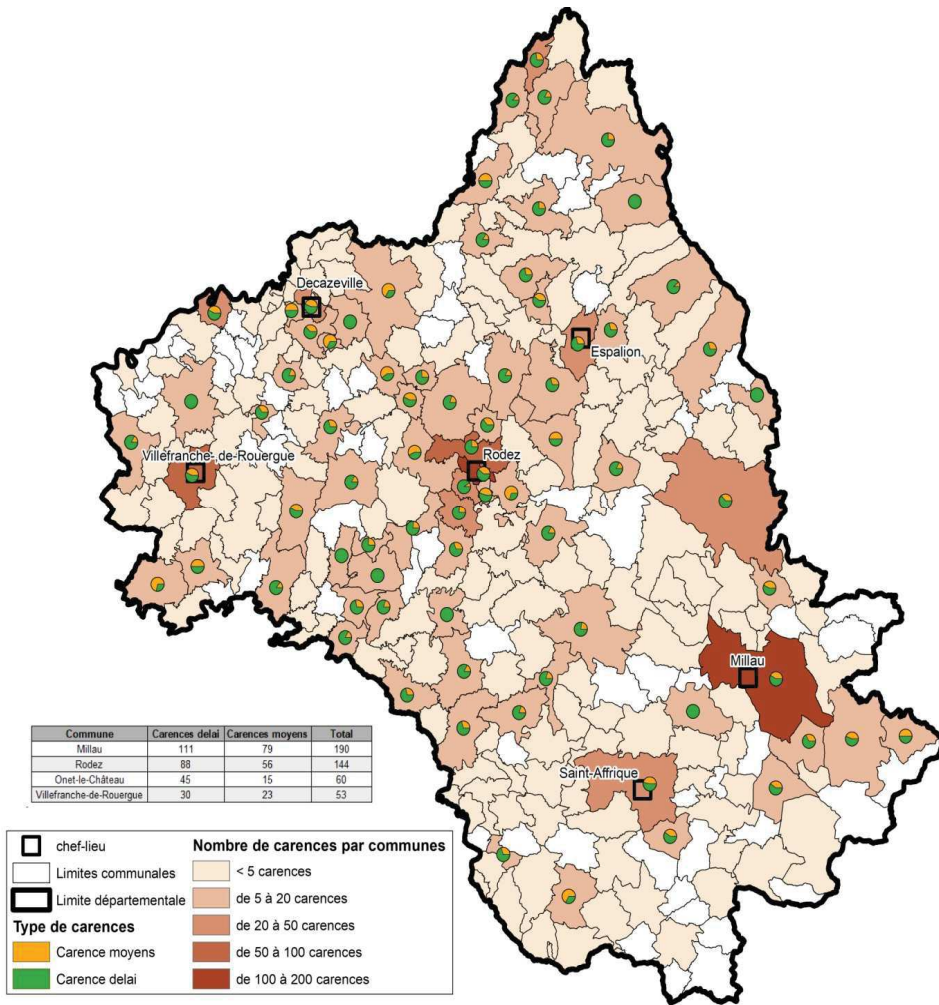 Decazeville
Espalion
Villefranche-de-Rouergue
Rodez
Millau
Saint-Affrique
Commune Carences delai Carences moyens Total
Millau 111 79 190
Rodez 88 56 144
Onet-le-Château 45 15 60
Villefranche-de-Rouergue 30 23 53
chef-lieu
Limites communales
Limite départementale
Type de carences
Carence moyens
Carence delai
Nombre de carences par communes
< 5 carences
de 5 à 20 carences
de 20 à 50 carences
de 50 à 100 carences
de 100 à 200 carences